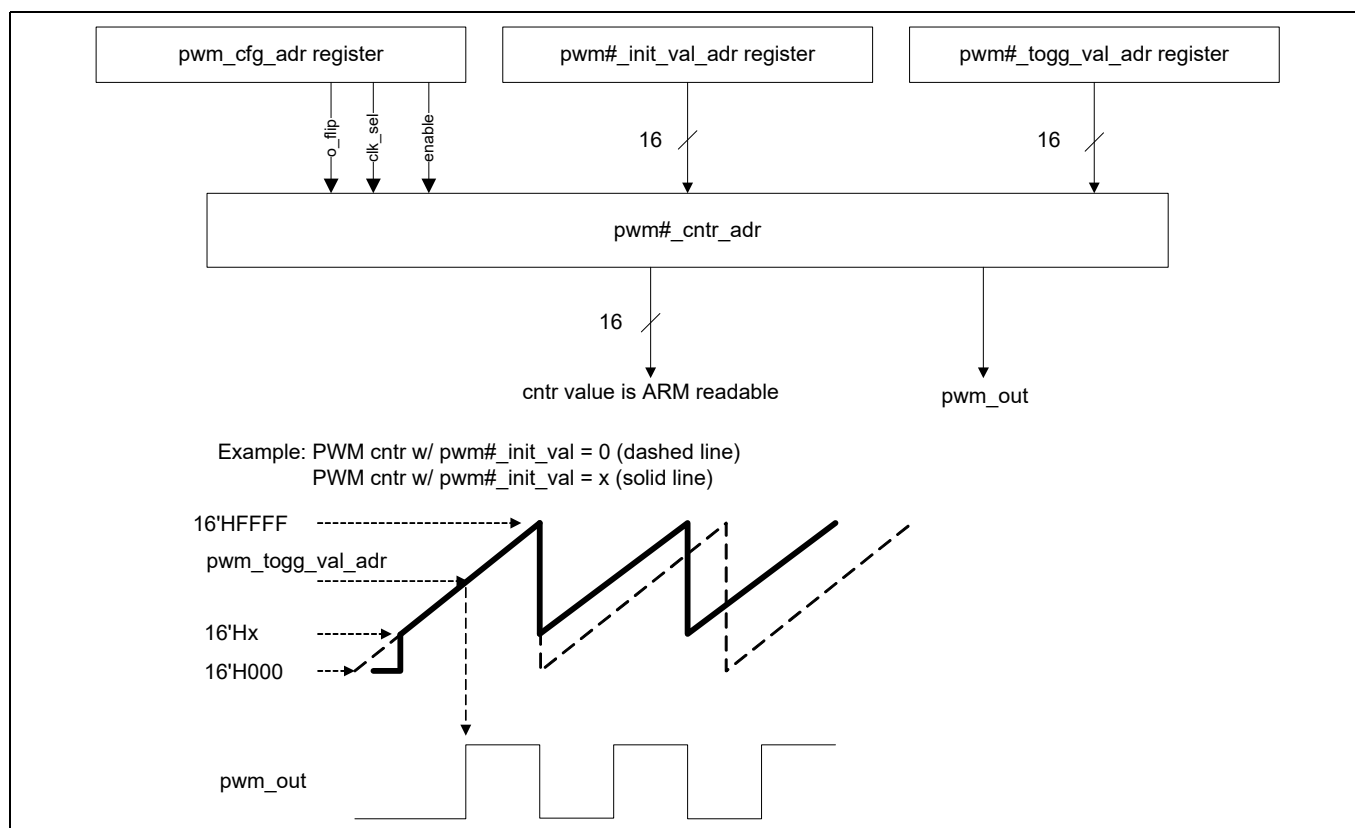 pwm_cfg_adr register
pwm#_init_val_adr register
pwm#_togg_val_adr register
o_flip
clk_sel
enable
16
16
pwm#_cntr_adr
16
cntr value is ARM readable
pwm_out
Example: PWM cntr w/ pwm#_init_val = 0 (dashed line)
PWM cntr w/ pwm#_init_val = x (solid line)
16'HFFFF
pwm_togg_val_adr
16'Hx
16'H000
pwm_out